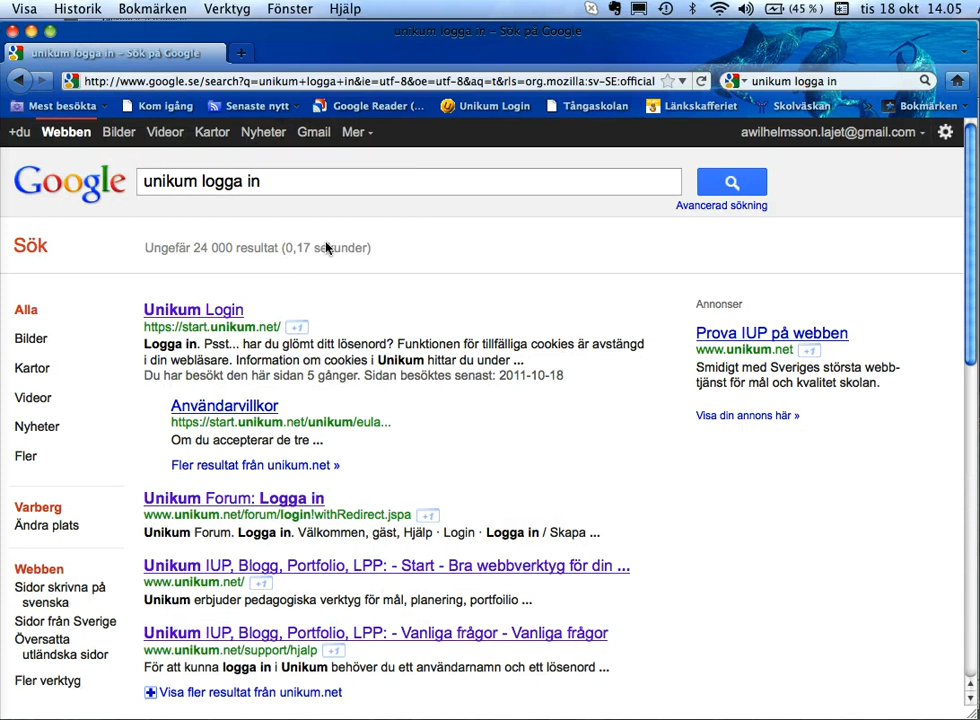 Visa Historik Bokmärken Verktyg Fönster Hjälp (45 %) tis 18 okt 14.05
unikum logga in – Sök på Google
unikum logga in – Sök på Google
http://www.google.se/search?q=unikum+logga+in&ie=utf-8&oe=utf-8&aq=t&rls=org.mozilla:sv-SE:official unikum logga in
Mest besökta Kom igång Senaste nytt Google Reader (... Unikum Login Tångaskolan Länkskafferiet Skolväskan » Bokmärken
+du Webben Bilder Videor Kartor Nyheter Gmail Mer awilhelmsson.lajet@gmail.com
Google unikum logga in
Avancerad sökning
Sök Ungefär 24 000 resultat (0,17 sekunder)
Alla
Bilder
Kartor
Videor
Nyheter
Fler
Varberg
Ändra plats
Webben
Sidor skrivna på
svenska
Sidor från Sverige
Översatta
utländska sidor
Fler verktyg
Unikum Login
https://start.unikum.net/ +1
Logga in. Psst... har du glömt ditt lösenord? Funktionen för tillfälliga cookies är avstängd
i din webläsare. Information om cookies i Unikum hittar du under ...
Du har besökt den här sidan 5 gånger. Sidan besöktes senast: 2011-10-18
Användarvillkor
https://start.unikum.net/unikum/eula...
Om du accepterar de tre ...
Fler resultat från unikum.net »
Unikum Forum: Logga in
www.unikum.net/forum/login!withRedirect.jspa +1
Unikum Forum. Logga in. Välkommen, gäst, Hjälp · Login · Logga in / Skapa ...
Unikum IUP, Blogg, Portfolio, LPP: - Start - Bra webbverktyg för din ...
www.unikum.net/ +1
Unikum erbjuder pedagogiska verktyg för mål, planering, portfoilio ...
Unikum IUP, Blogg, Portfolio, LPP: - Vanliga frågor - Vanliga frågor
www.unikum.net/support/hjalp +1
För att kunna logga in i Unikum behöver du ett användarnamn och ett lösenord ...
Visa fler resultat från unikum.net
Annonser
Prova IUP på webben
www.unikum.net +1
Smidigt med Sveriges största webb-
tjänst för mål och kvalitet skolan.
Visa din annons här »